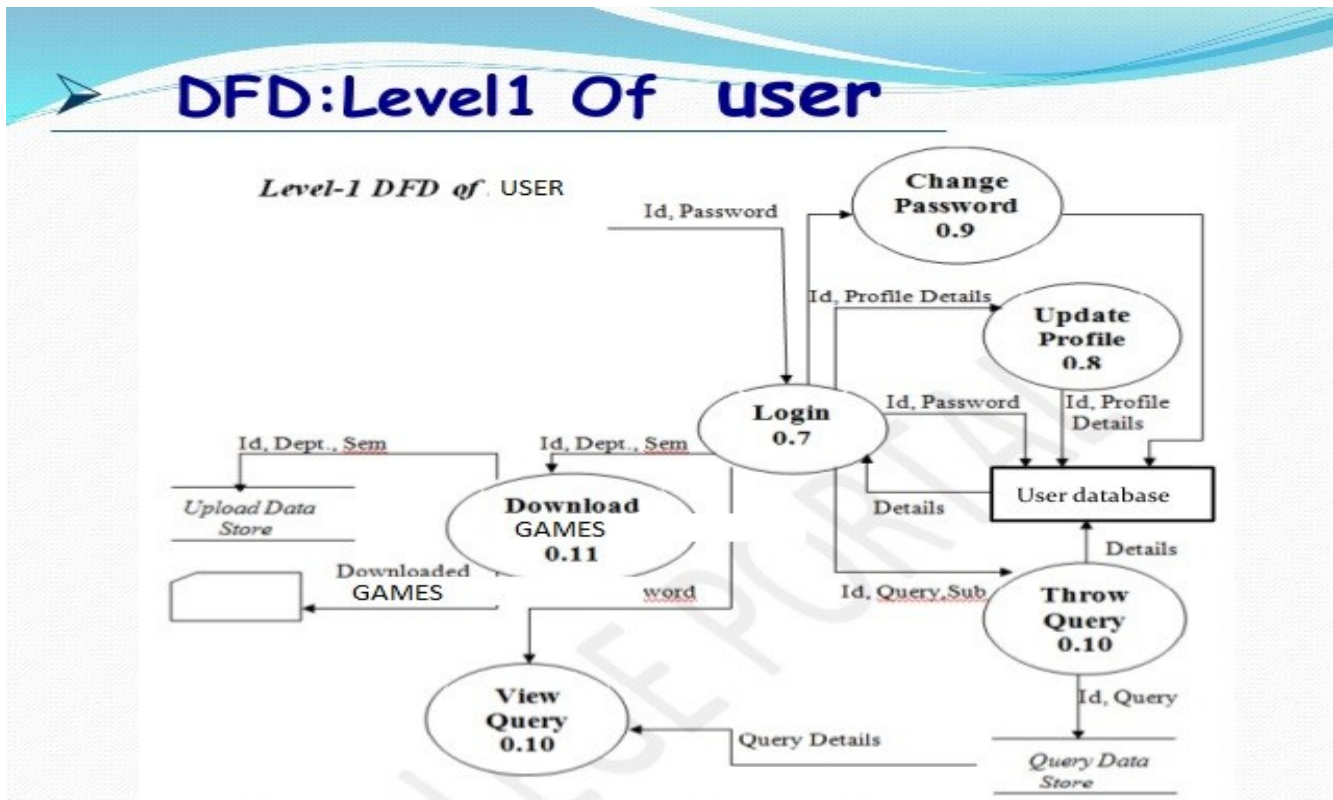 DFD:Level1 Of user
Level-1 DFD of USER
Id, Password
Change
Password
0.9
Id, Profile Details
Update
Profile
0.8
Login
0.7
Id, Password
Id, Profile
Details
Id, Dept., Sem
Id, Dept., Sem
User database
Upload Data
Store
Download
GAMES
0.11
Details
Details
Downloaded
GAMES
word
Id, Query,Sub
Throw
Query
0.10
View
Query
0.10
Id, Query
Query Details
Query Data
Store
PORTAL